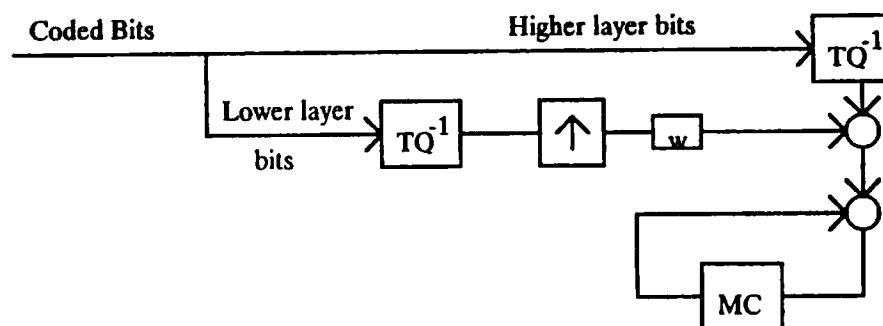 Coded Bits
Higher layer bits
TQ⁻¹
Lower layer
bits
TQ⁻¹
w
MC